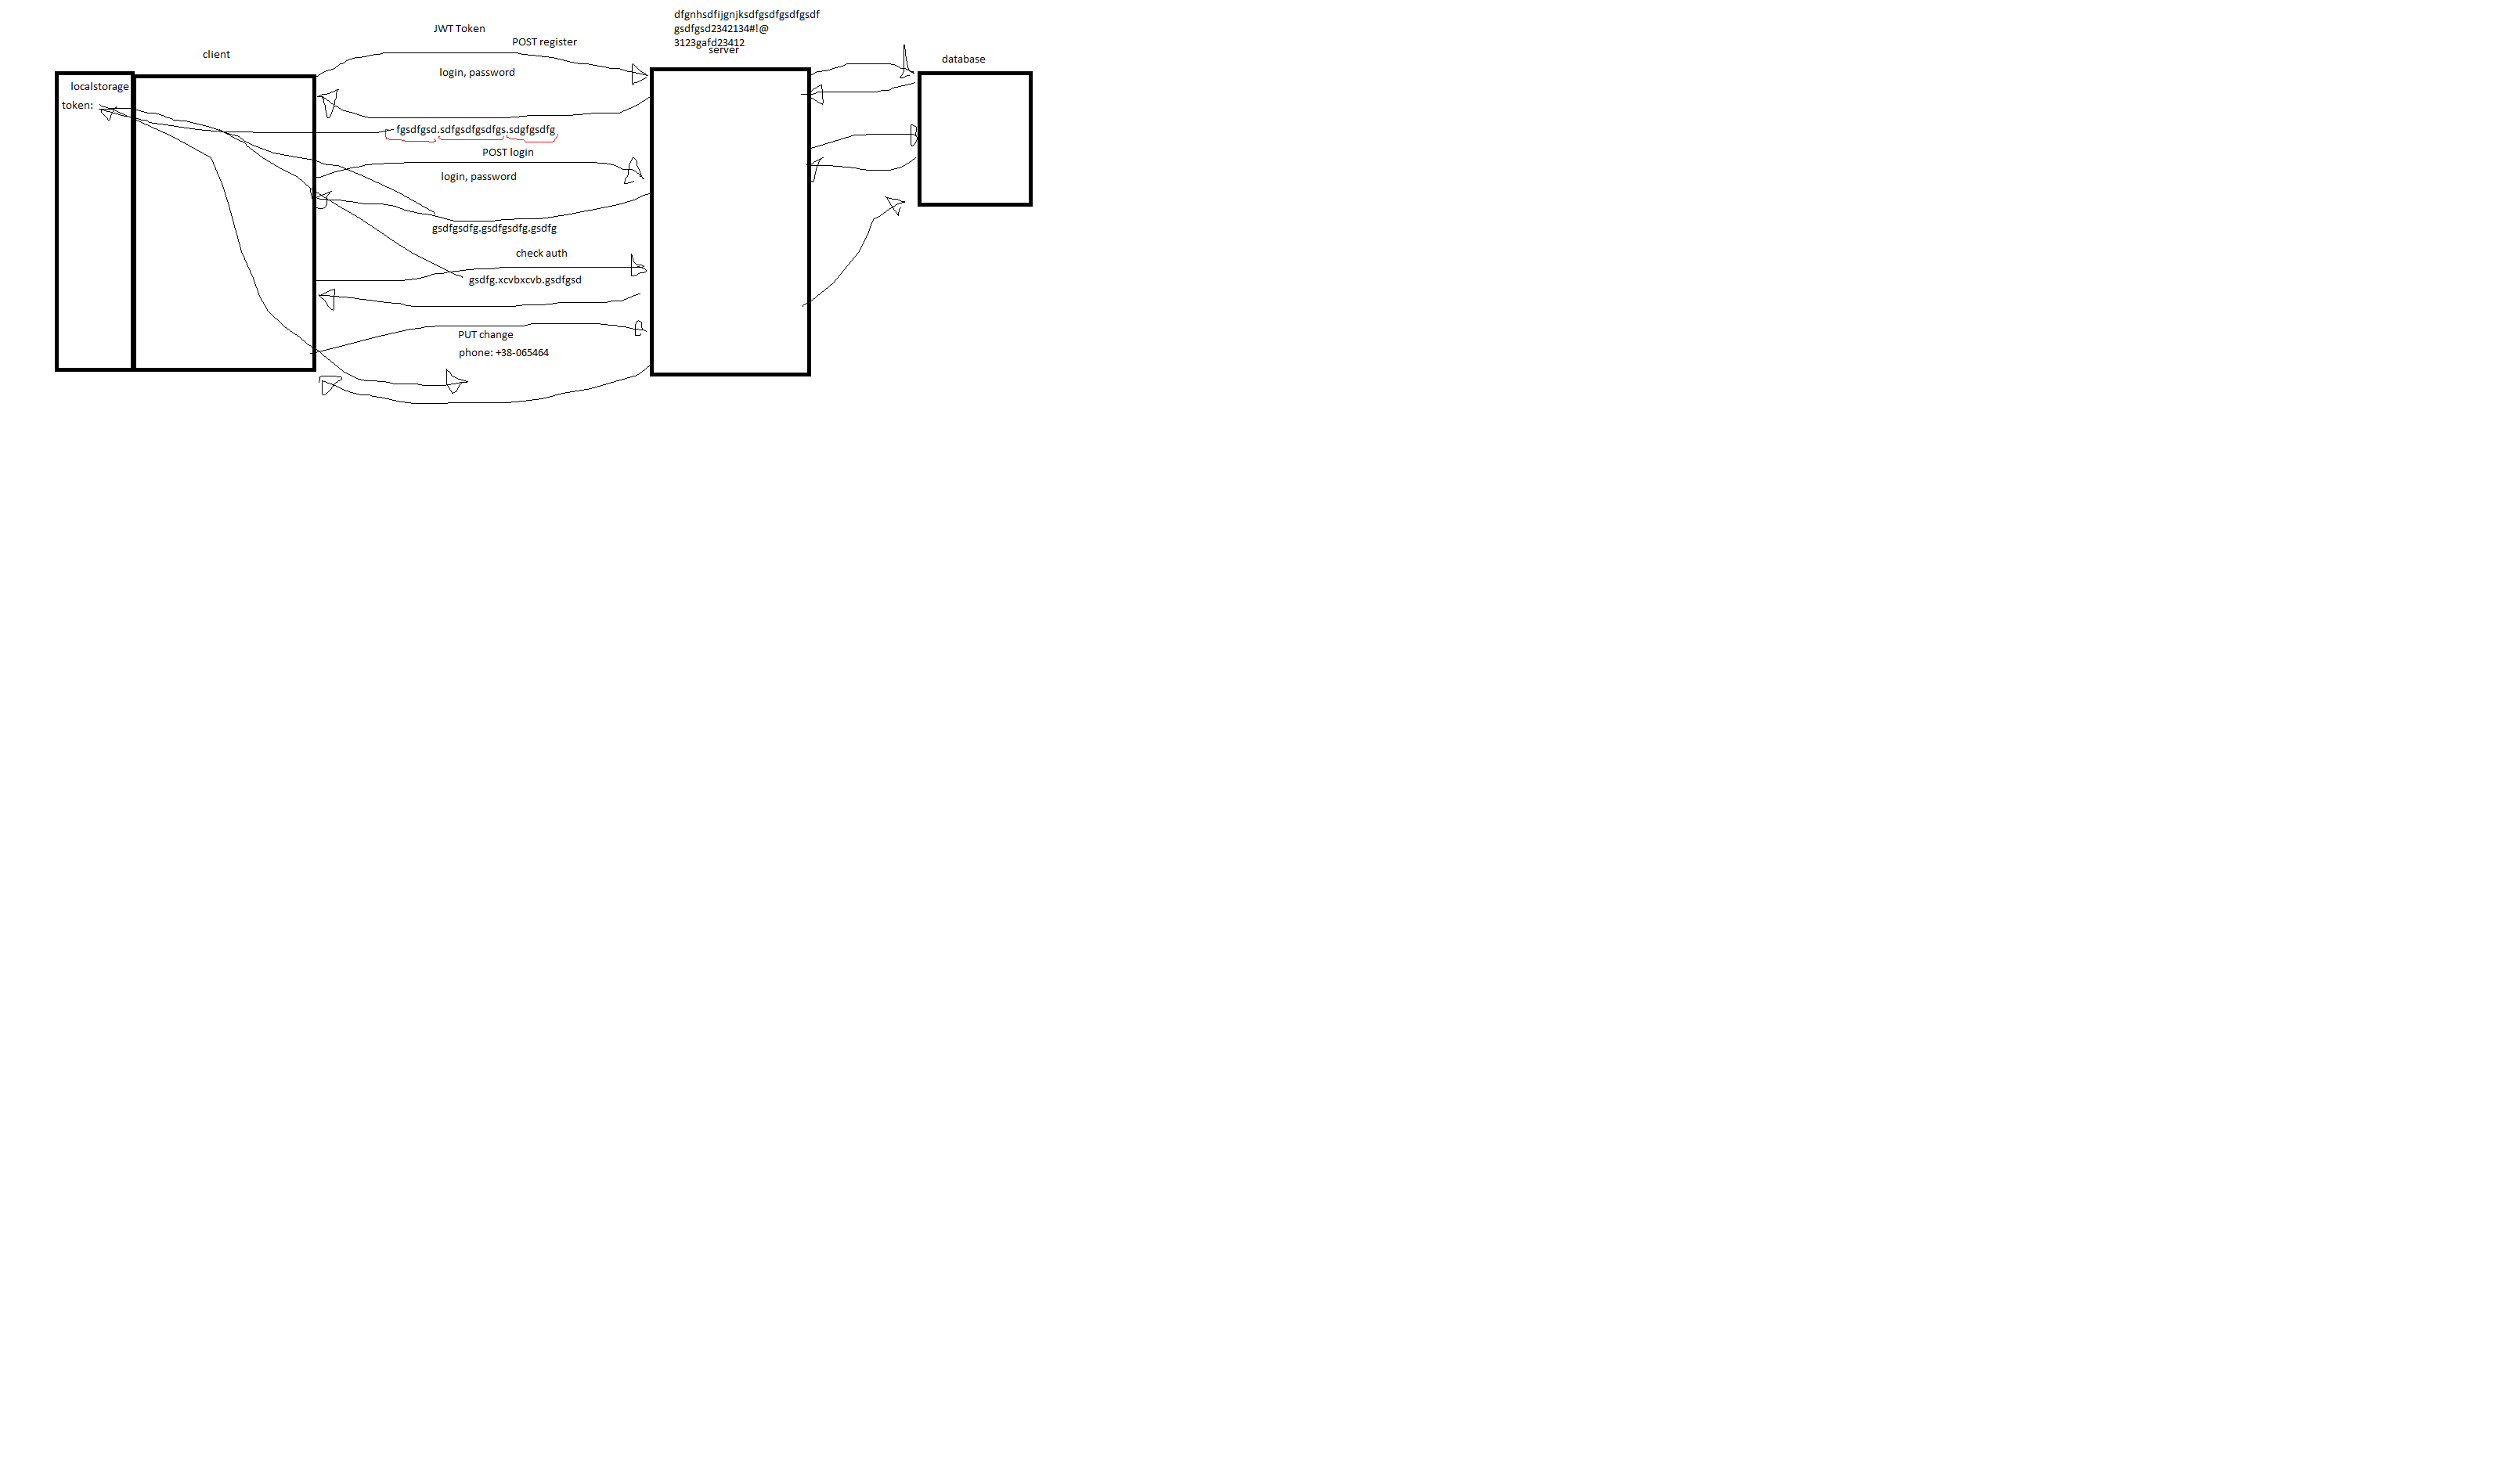 JWT Token
POST register
login, password
client
dfgnhsdfijgnjksdfgsdfgsdfgsdf
gsdfgsd2342134#!@
3123gafd23412
server
database
localstorage
token:
fgsdfgsd.sdfgsdfgsdfgs.sdgfgsdfg
POST login
login, password
gsdfgsdfg.gsdfgsdfg.gsdfg
check auth
gsdfg.xcvbxcvb.gsdfgsd
PUT change
phone: +38-065464